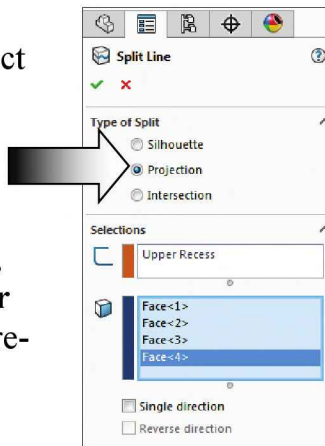 ct
r
re-
Split Line
Type of Split
Silhouette
Projection
Intersection
Selections
Upper Recess
Face<1>
Face<2>
Face<3>
Face<4>
Single direction
Reverse direction